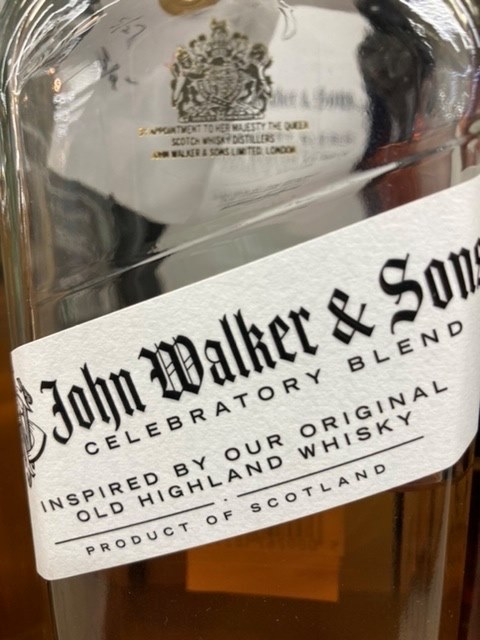 BY APPOINTMENT TO HER MAJESTY THE QUEEN
SCOTCH WHISKY DISTILLERS
JOHN WALKER & SONS LIMITED, LONDON
John Walker & Sons
CELEBRATORY BLEND
INSPIRED BY OUR ORIGINAL
OLD HIGHLAND WHISKY
PRODUCT OF SCOTLAND